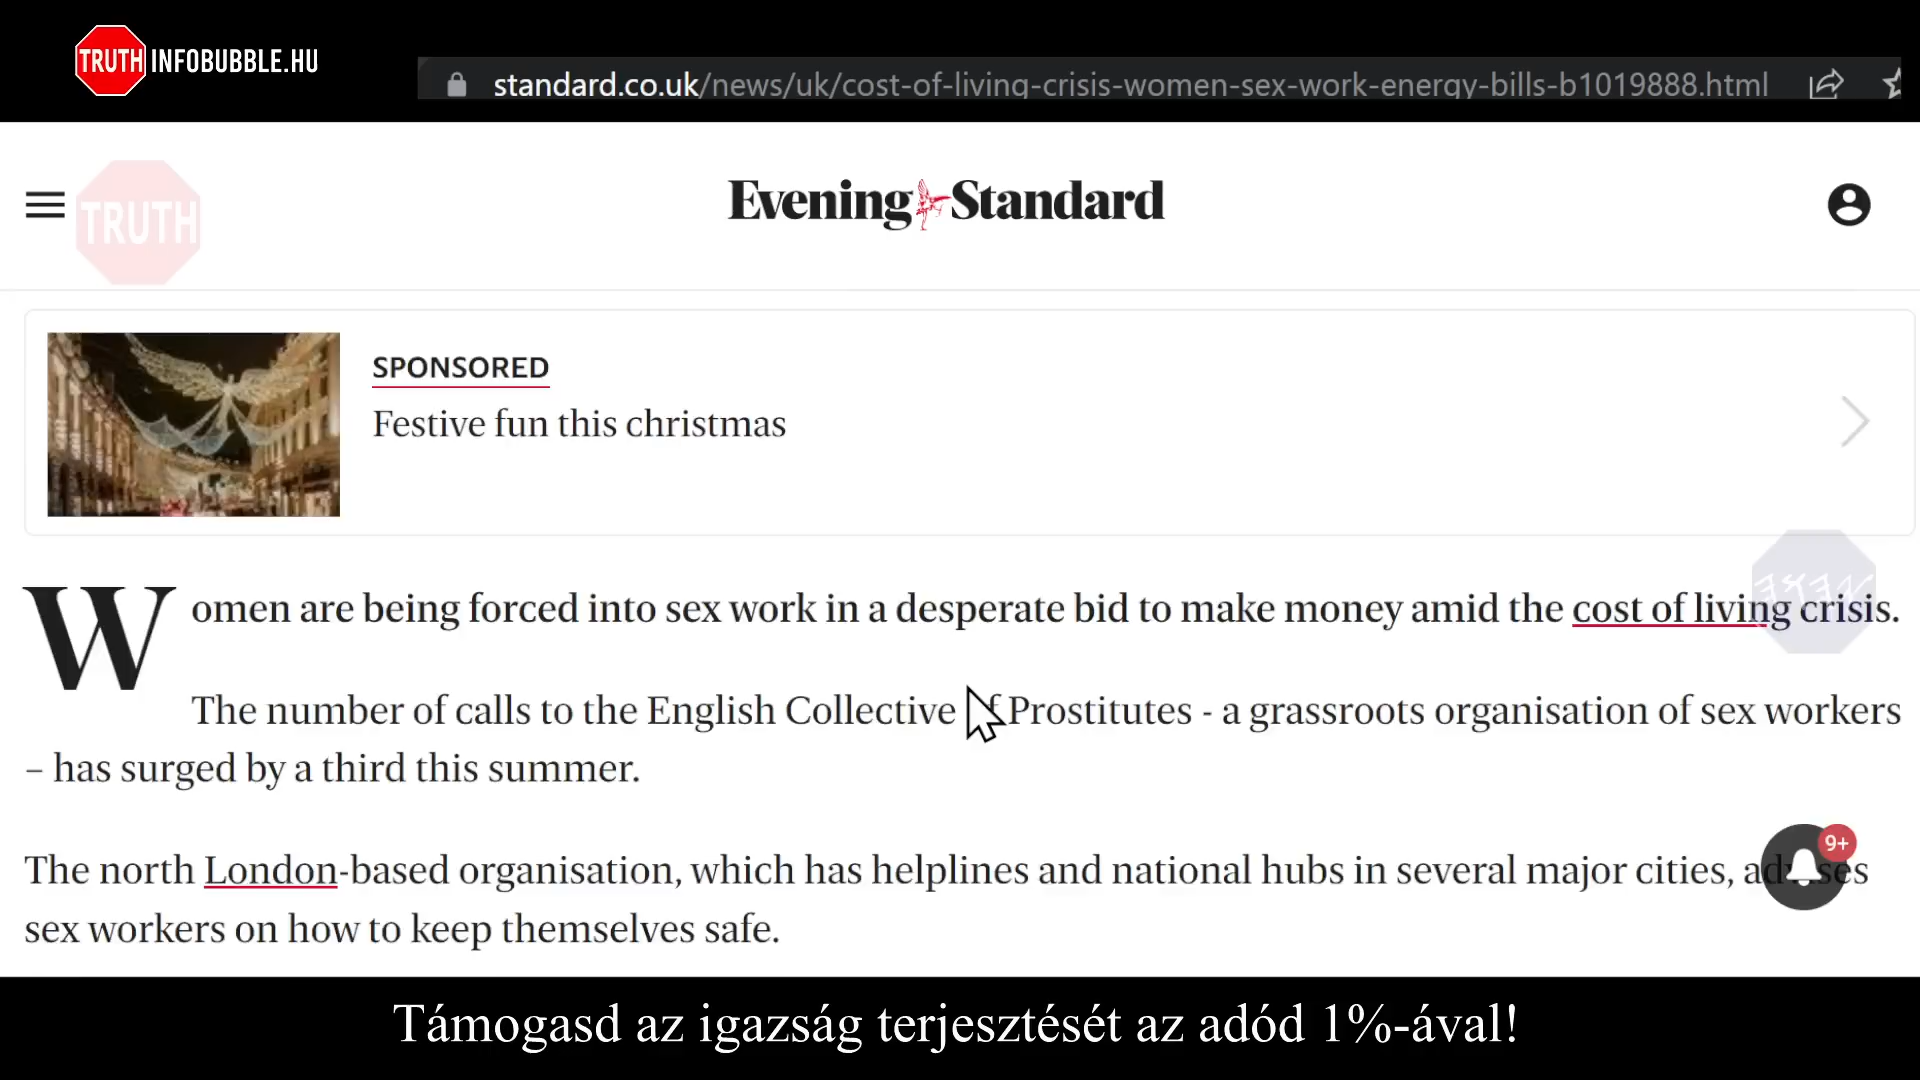 TRUTH INFOBUBBLE.HU
standard.co.uk/news/uk/cost-of-living-crisis-women-sex-work-energy-bills-b1019888.html
TRUTH
Evening Standard
SPONSORED
Festive fun this christmas
Women are being forced into sex work in a desperate bid to make money amid the cost of living crisis.
The number of calls to the English Collective of Prostitutes - a grassroots organisation of sex workers
– has surged by a third this summer.
9+
The north London-based organisation, which has helplines and national hubs in several major cities, advises
sex workers on how to keep themselves safe.
Támogasd az igazság terjesztését az adód 1%-ával!